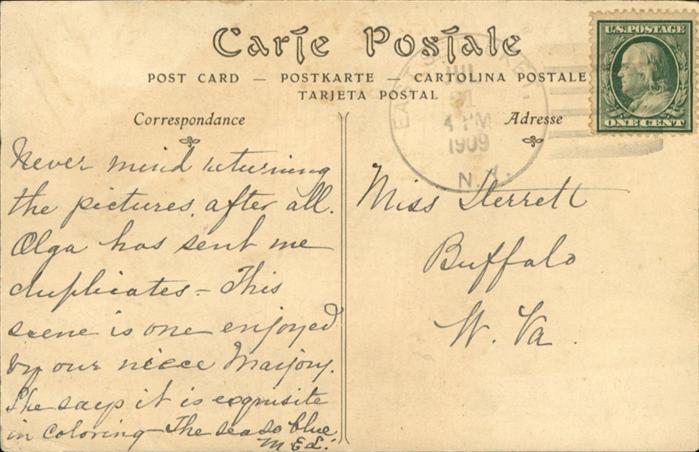 Carte Postale
POST CARD — POSTKARTE — CARTOLINA POSTALE
TARJETA POSTAL
Correspondance
Adresse
U.S. POSTAGE
ONE CENT
JUL
21
4 PM
1909
N.Y.
Never mind returning
the pictures, after all.
Olga has sent me
duplicates – This
scene is one enjoyed
by our niece Marjory.
She says it is exquisite
in coloring – The sea so blue
M E S.
Miss Sterrett
Buffalo
W. Va.